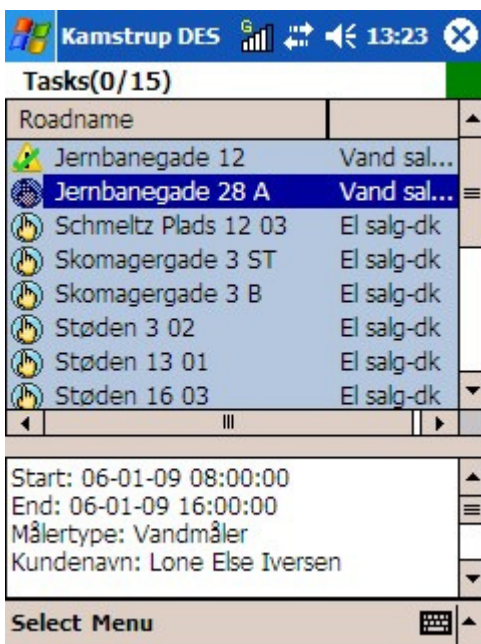 Kamstrup DES G 13:23
Tasks(0/15)
Roadname
Jernbanegade 12 Vand sal...
Jernbanegade 28 A Vand sal...
Schmeltz Plads 12 03 El salg-dk
Skomagergade 3 ST El salg-dk
Skomagergade 3 B El salg-dk
Støden 3 02 El salg-dk
Støden 13 01 El salg-dk
Støden 16 03 El salg-dk
Start: 06-01-09 08:00:00
End: 06-01-09 16:00:00
Målertype: Vandmåler
Kundenavn: Lone Else Iversen
Select Menu